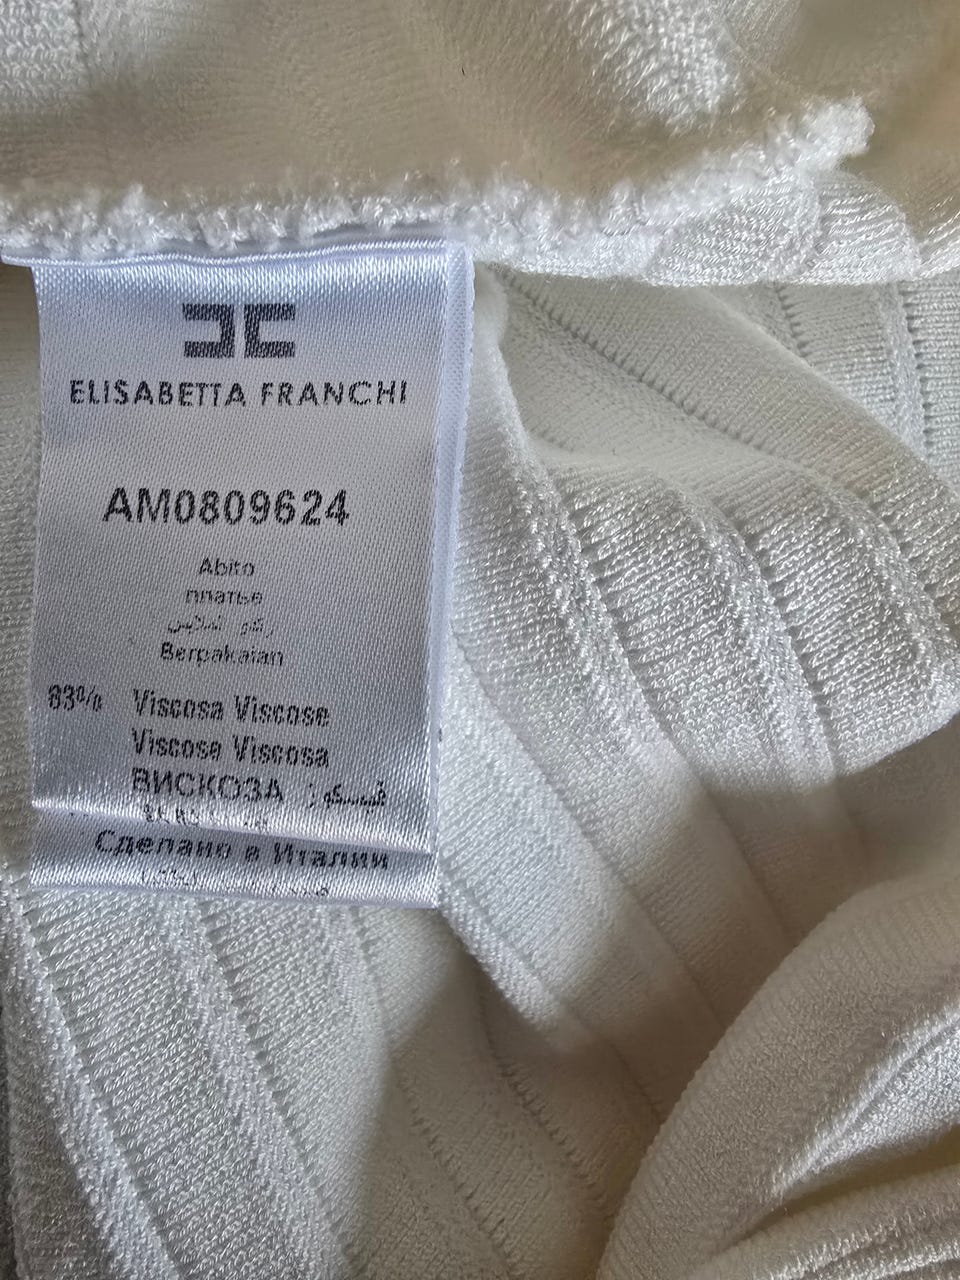 ELISABETTA FRANCHI
AM0809624
Abito
платье
Berpakaian
83% Viscosa Viscose
Viscose Viscosa
ВИСКОЗА
Сделано в Италии